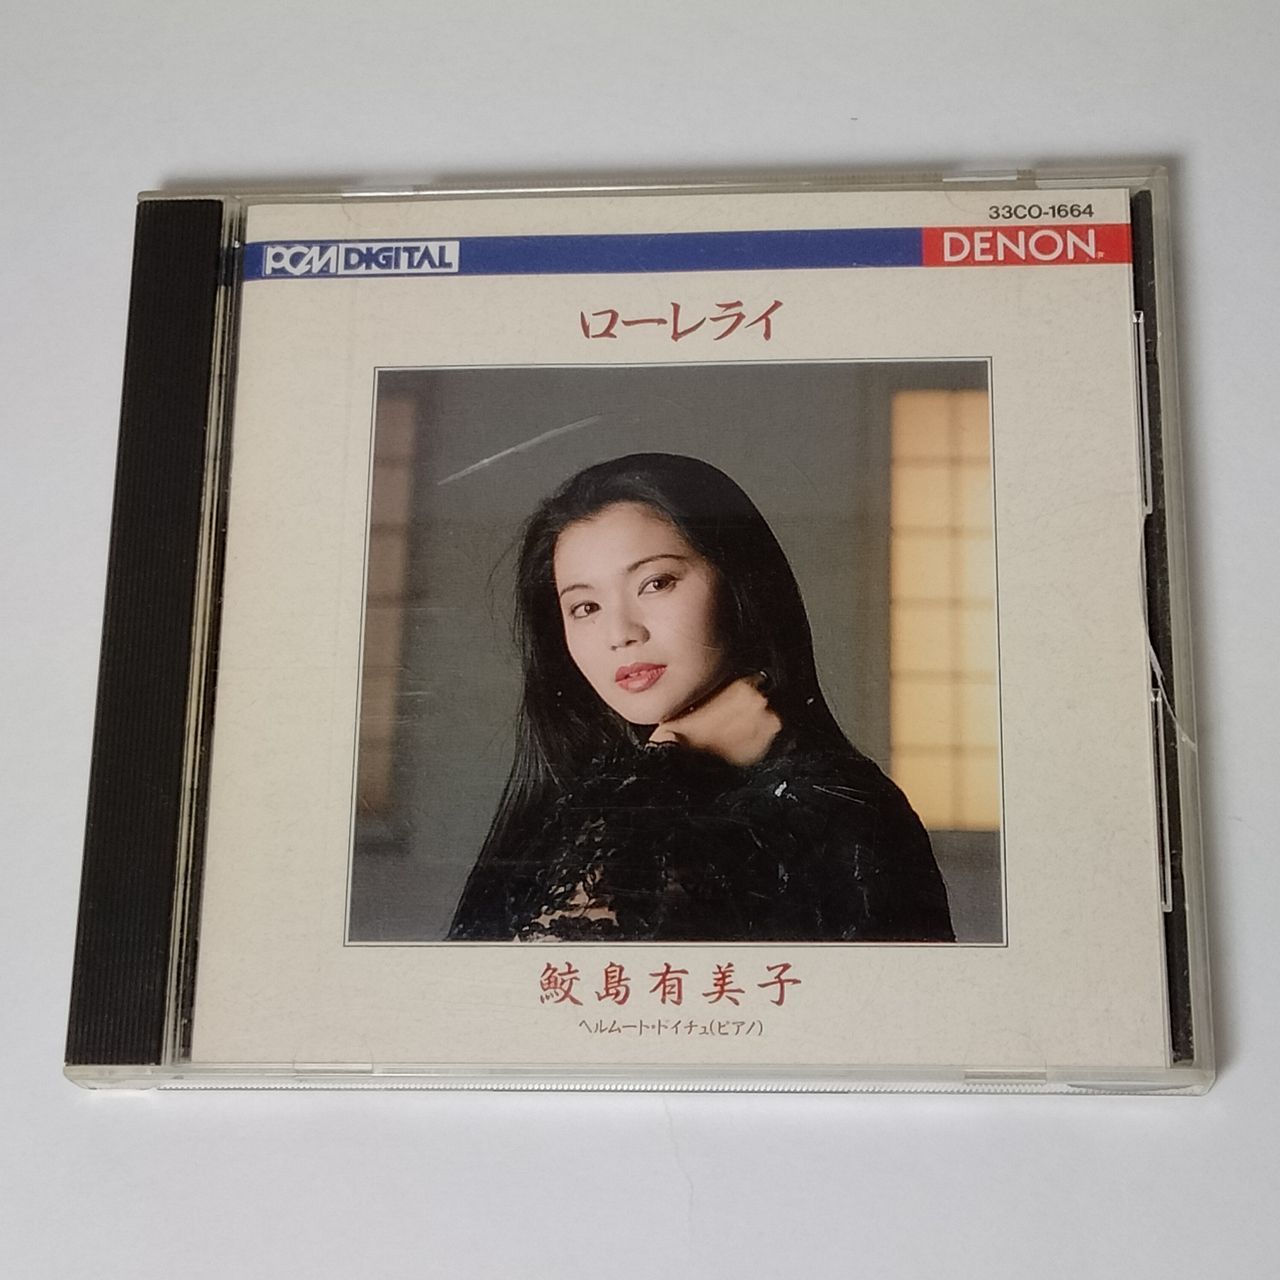 33CO-1664
PCM DIGITAL DENON
ローレライ
鮫島有美子
ヘルムート・ドイチュ(ピアノ)